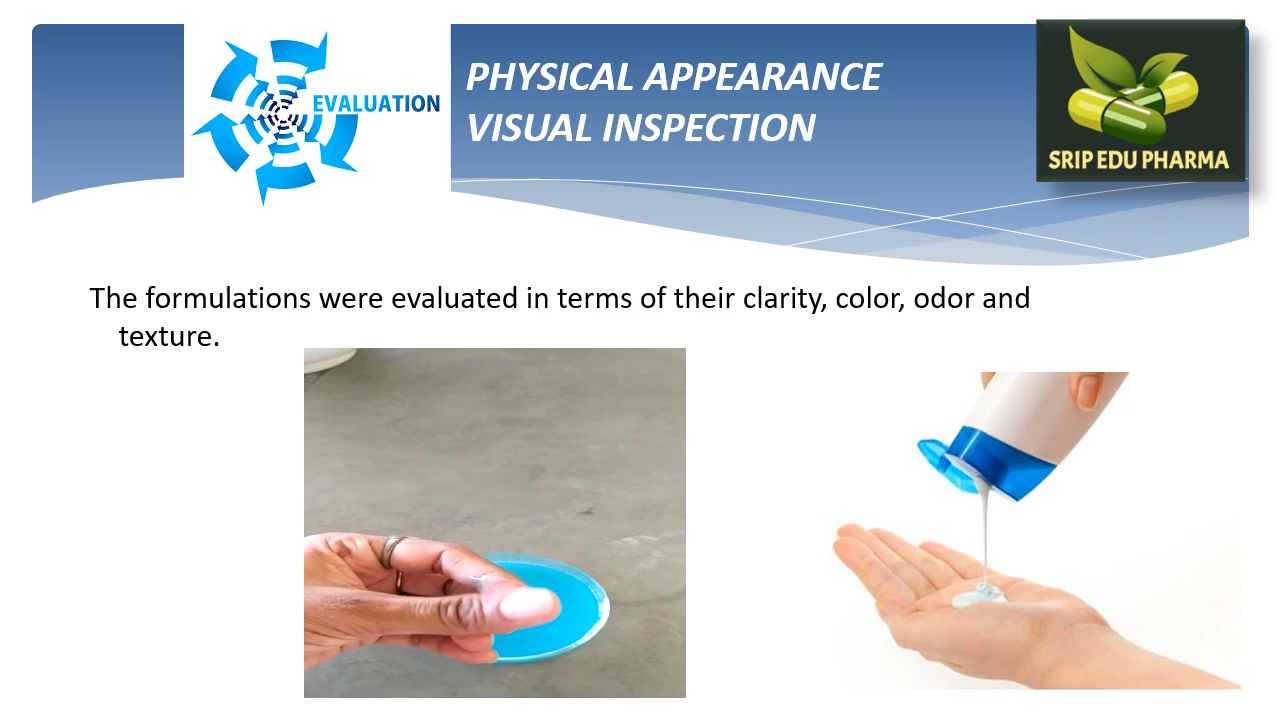 EVALUATION
PHYSICAL APPEARANCE
VISUAL INSPECTION
SRIP EDU PHARMA
The formulations were evaluated in terms of their clarity, color, odor and
texture.